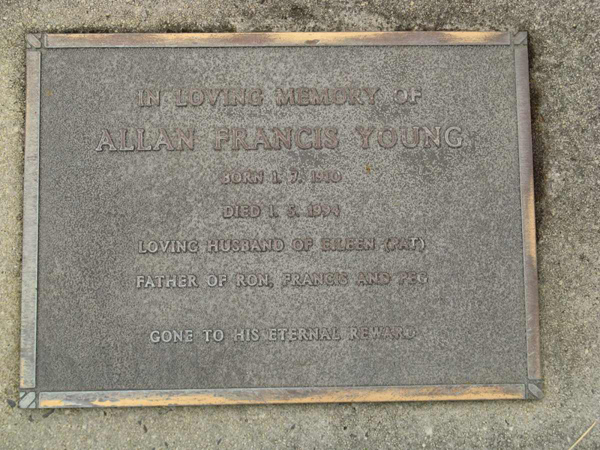 IN LOVING MEMORY OF
ALLAN FRANCIS YOUNG
BORN 1. 7. 1910
DIED 1. 5. 1994
LOVING HUSBAND OF EILEEN (PAT)
FATHER OF RON, FRANCIS AND PEG
GONE TO HIS ETERNAL REWARD